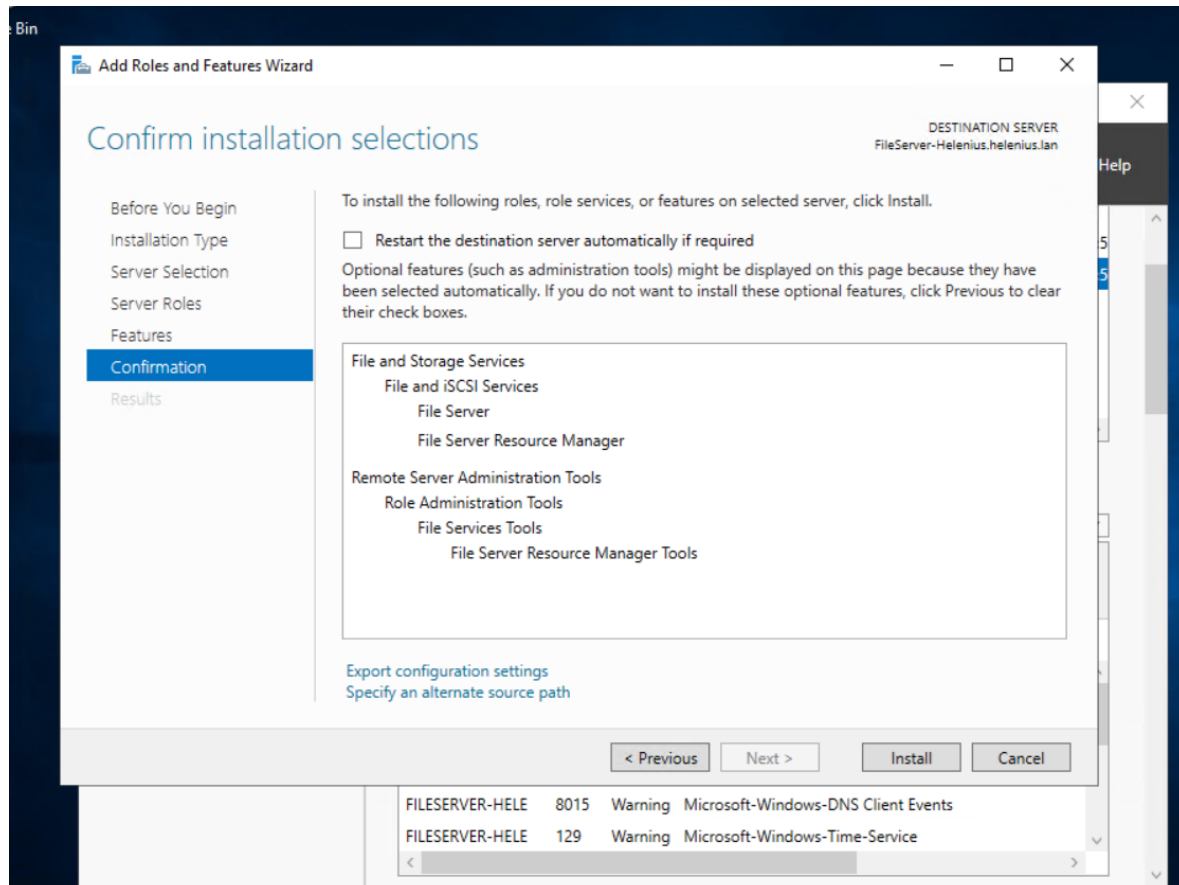 Bin
Add Roles and Features Wizard
Confirm installation selections
DESTINATION SERVER
FileServer-Helenius.helenius.lan
Help
Before You Begin
Installation Type
Server Selection
Server Roles
Features
Confirmation
Results
To install the following roles, role services, or features on selected server, click Install.
Restart the destination server automatically if required
Optional features (such as administration tools) might be displayed on this page because they have
been selected automatically. If you do not want to install these optional features, click Previous to clear
their check boxes.
File and Storage Services
File and iSCSI Services
File Server
File Server Resource Manager
Remote Server Administration Tools
Role Administration Tools
File Services Tools
File Server Resource Manager Tools
Export configuration settings
Specify an alternate source path
5
5
< Previous
Next >
Install
Cancel
FILESERVER-HELE 8015 Warning Microsoft-Windows-DNS Client Events
FILESERVER-HELE 129 Warning Microsoft-Windows-Time-Service